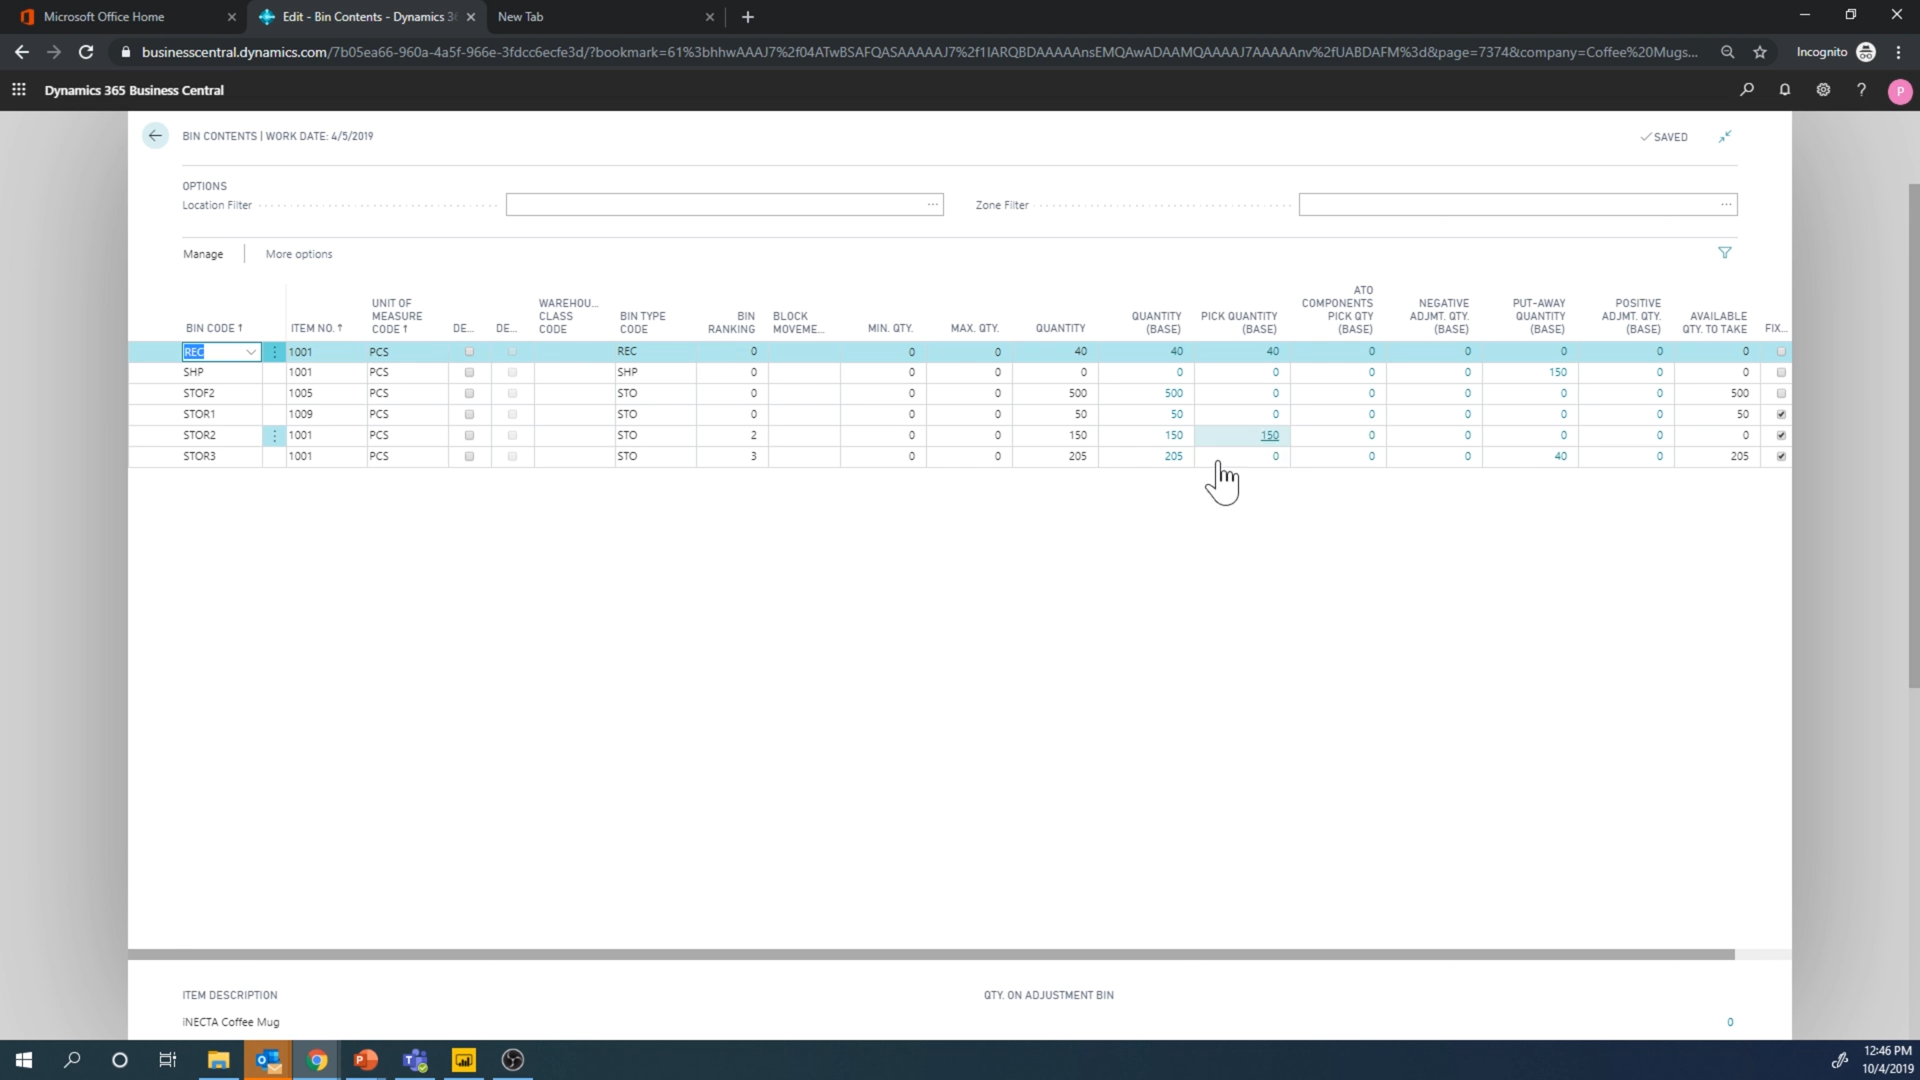 Microsoft Office Home
Edit - Bin Contents - Dynamics 36
New Tab
businesscentral.dynamics.com/7b05ea66-960a-4a5f-966e-3fdcc6ecfe3d/?bookmark=61%3bhhwAAAJ7%2f04ATwBSAFQASAAAAAJ7%2f1IARQBDAAAAAnsEMQAwADAAMQAAAAJ7AAAAAnv%2fUABDAFM%3d&page=7374&company=Coffee%20Mugs...
Incognito
Dynamics 365 Business Central
P
BIN CONTENTS | WORK DATE: 4/5/2019
SAVED
OPTIONS
Location Filter
Zone Filter
Manage
More options
BIN CODE ↑ ITEM NO. ↑ UNIT OF MEASURE CODE ↑ DE... DE... WAREHOU... CLASS CODE BIN TYPE CODE BIN RANKING BLOCK MOVEME... MIN. QTY. MAX. QTY. QUANTITY QUANTITY (BASE) PICK QUANTITY (BASE) ATO COMPONENTS PICK QTY (BASE) NEGATIVE ADJMT. QTY. (BASE) PUT-AWAY QUANTITY (BASE) POSITIVE ADJMT. QTY. (BASE) AVAILABLE QTY. TO TAKE FIX...
REC 1001 PCS REC 0 0 0 40 40 40 0 0 0 0 0
SHP 1001 PCS SHP 0 0 0 0 0 0 0 0 150 0 0
STOF2 1005 PCS STO 0 0 0 500 500 0 0 0 0 0 500
STOR1 1009 PCS STO 0 0 0 50 50 0 0 0 0 0 50
STOR2 1001 PCS STO 2 0 0 150 150 150 0 0 0 0 0
STOR3 1001 PCS STO 3 0 0 205 205 0 0 0 40 0 205
ITEM DESCRIPTION
QTY. ON ADJUSTMENT BIN
iNECTA Coffee Mug
0
12:46 PM
10/4/2019